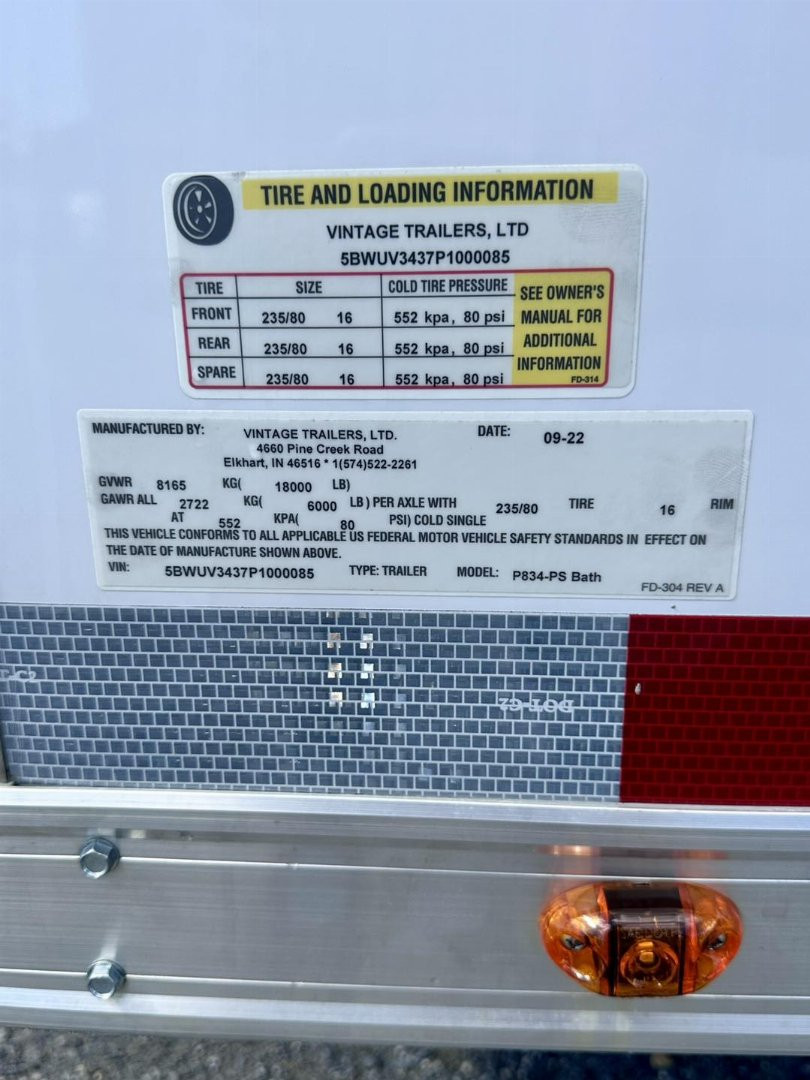 TIRE AND LOADING INFORMATION
VINTAGE TRAILERS, LTD
5BWUV3437P1000085
TIRE SIZE COLD TIRE PRESSURE
FRONT 235/80 16 552 kpa, 80 psi
REAR 235/80 16 552 kpa, 80 psi
SPARE 235/80 16 552 kpa, 80 psi
SEE OWNER'S
MANUAL FOR
ADDITIONAL
INFORMATION
FD-314
MANUFACTURED BY: VINTAGE TRAILERS, LTD. DATE: 09-22
4660 Pine Creek Road
Elkhart, IN 46516 * 1(574)522-2261
GVWR 8165 KG( 18000 LB)
GAWR ALL 2722 KG( 6000 LB) PER AXLE WITH 235/80 TIRE 16 RIM
AT 552 KPA( 80 PSI) COLD SINGLE
THIS VEHICLE CONFORMS TO ALL APPLICABLE US FEDERAL MOTOR VEHICLE SAFETY STANDARDS IN EFFECT ON
THE DATE OF MANUFACTURE SHOWN ABOVE.
VIN: 5BWUV3437P1000085 TYPE: TRAILER MODEL: P834-PS Bath
FD-304 REV A
DOT-C2